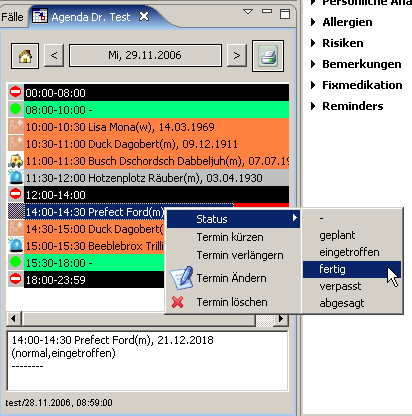 Fälle
Agenda Dr. Test
Mi, 29.11.2006
00:00-08:00
08:00-10:00 -
10:00-10:30 Lisa Mona(w), 14.03.1969
10:30-11:00 Duck Dagobert(m), 09.12.1911
11:00-11:30 Busch Dschordsch Dabbeljuh(m), 07.07.19
11:30-12:00 Hotzenplotz Räuber(m), 03.04.1930
12:00-14:00
14:00-14:30 Prefect Ford(m)
14:30-15:00 Duck Dagobert(m)
15:00-15:30 Beeblebrox Trilli
15:30-18:00 -
18:00-23:59
Status
Termin kürzen
Termin verlängern
Termin Ändern
Termin löschen
-
geplant
eingetroffen
fertig
verpasst
abgesagt
14:00-14:30 Prefect Ford(m), 21.12.2018
(normal,eingetroffen)
--------
test/28.11.2006, 08:59:00
Persönliche Ana
Allergien
Risiken
Bemerkungen
Fixmedikation
Reminders